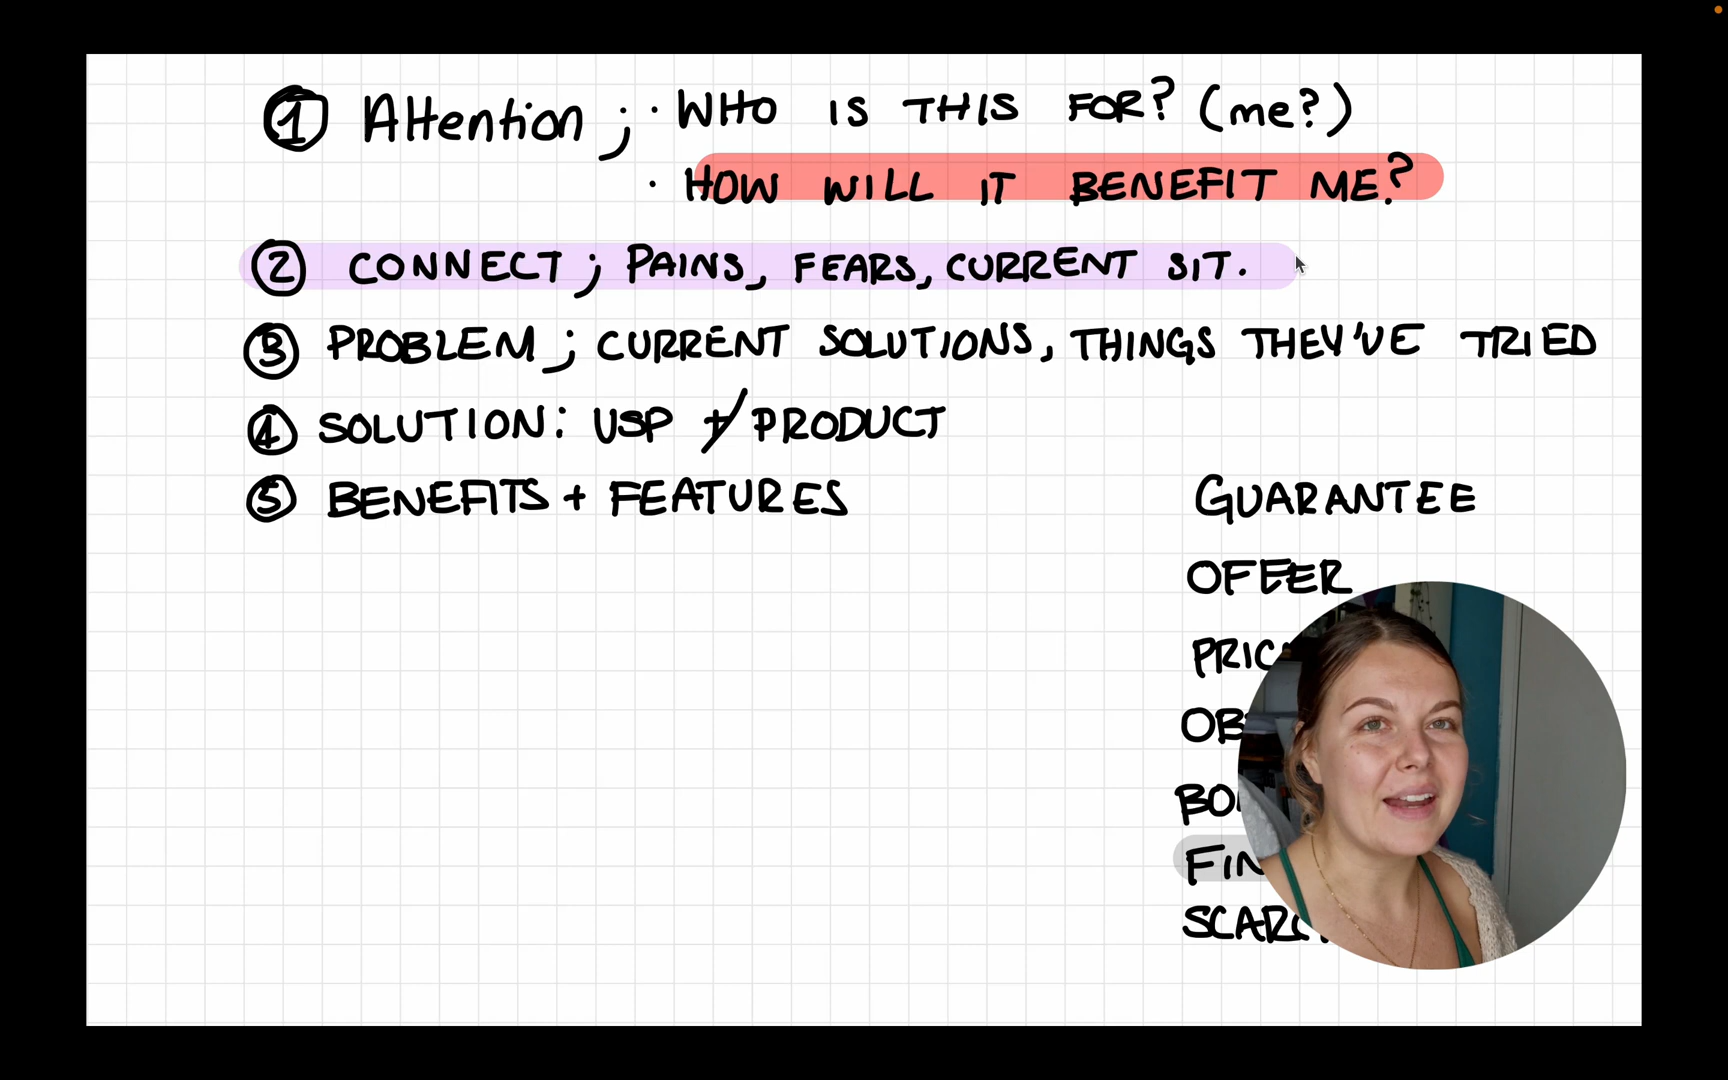 ① Attention ; · WHO IS THIS FOR? (me?)
· HOW WILL IT BENEFIT ME?
② CONNECT ; PAINS, FEARS, CURRENT SIT.
③ PROBLEM ; CURRENT SOLUTIONS, THINGS THEY'VE TRIED
④ SOLUTION: USP + / PRODUCT
⑤ BENEFITS + FEATURES
GUARANTEE
OFFER